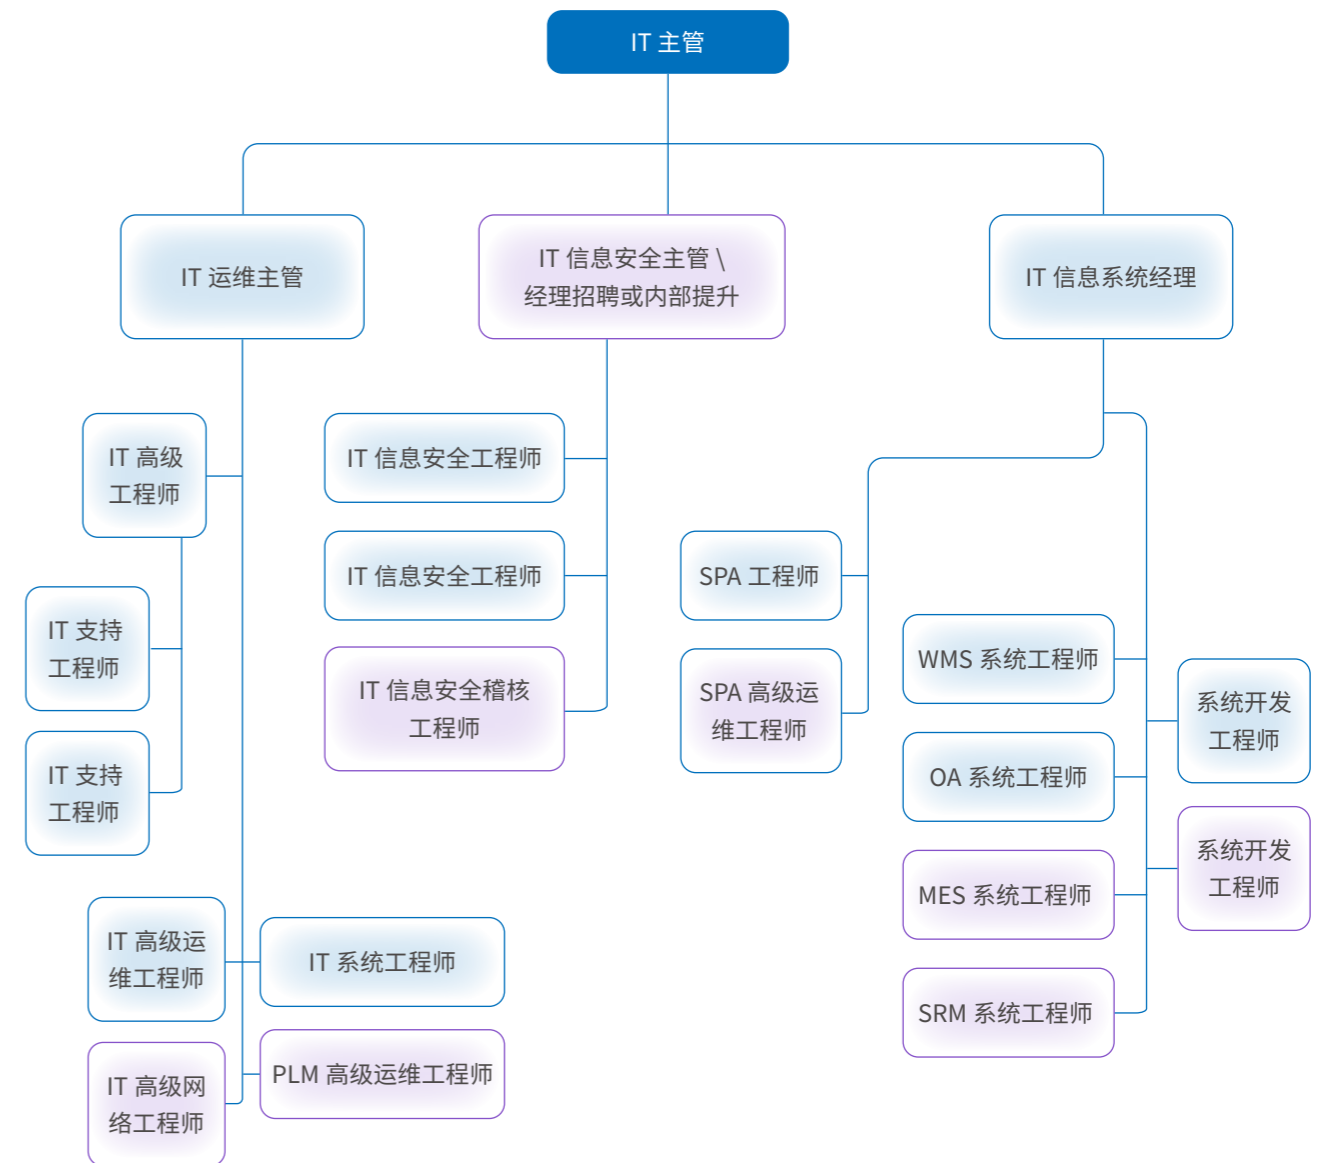 IT 主管
IT 运维主管
IT 信息安全主管 \
经理招聘或内部提升
IT 信息系统经理
IT 高级
工程师
IT 支持
工程师
IT 支持
工程师
IT 高级运
维工程师
IT 系统工程师
IT 高级网
络工程师
PLM 高级运维工程师
IT 信息安全工程师
IT 信息安全工程师
IT 信息安全稽核
工程师
SPA 工程师
SPA 高级运
维工程师
WMS 系统工程师
OA 系统工程师
MES 系统工程师
SRM 系统工程师
系统开发
工程师
系统开发
工程师